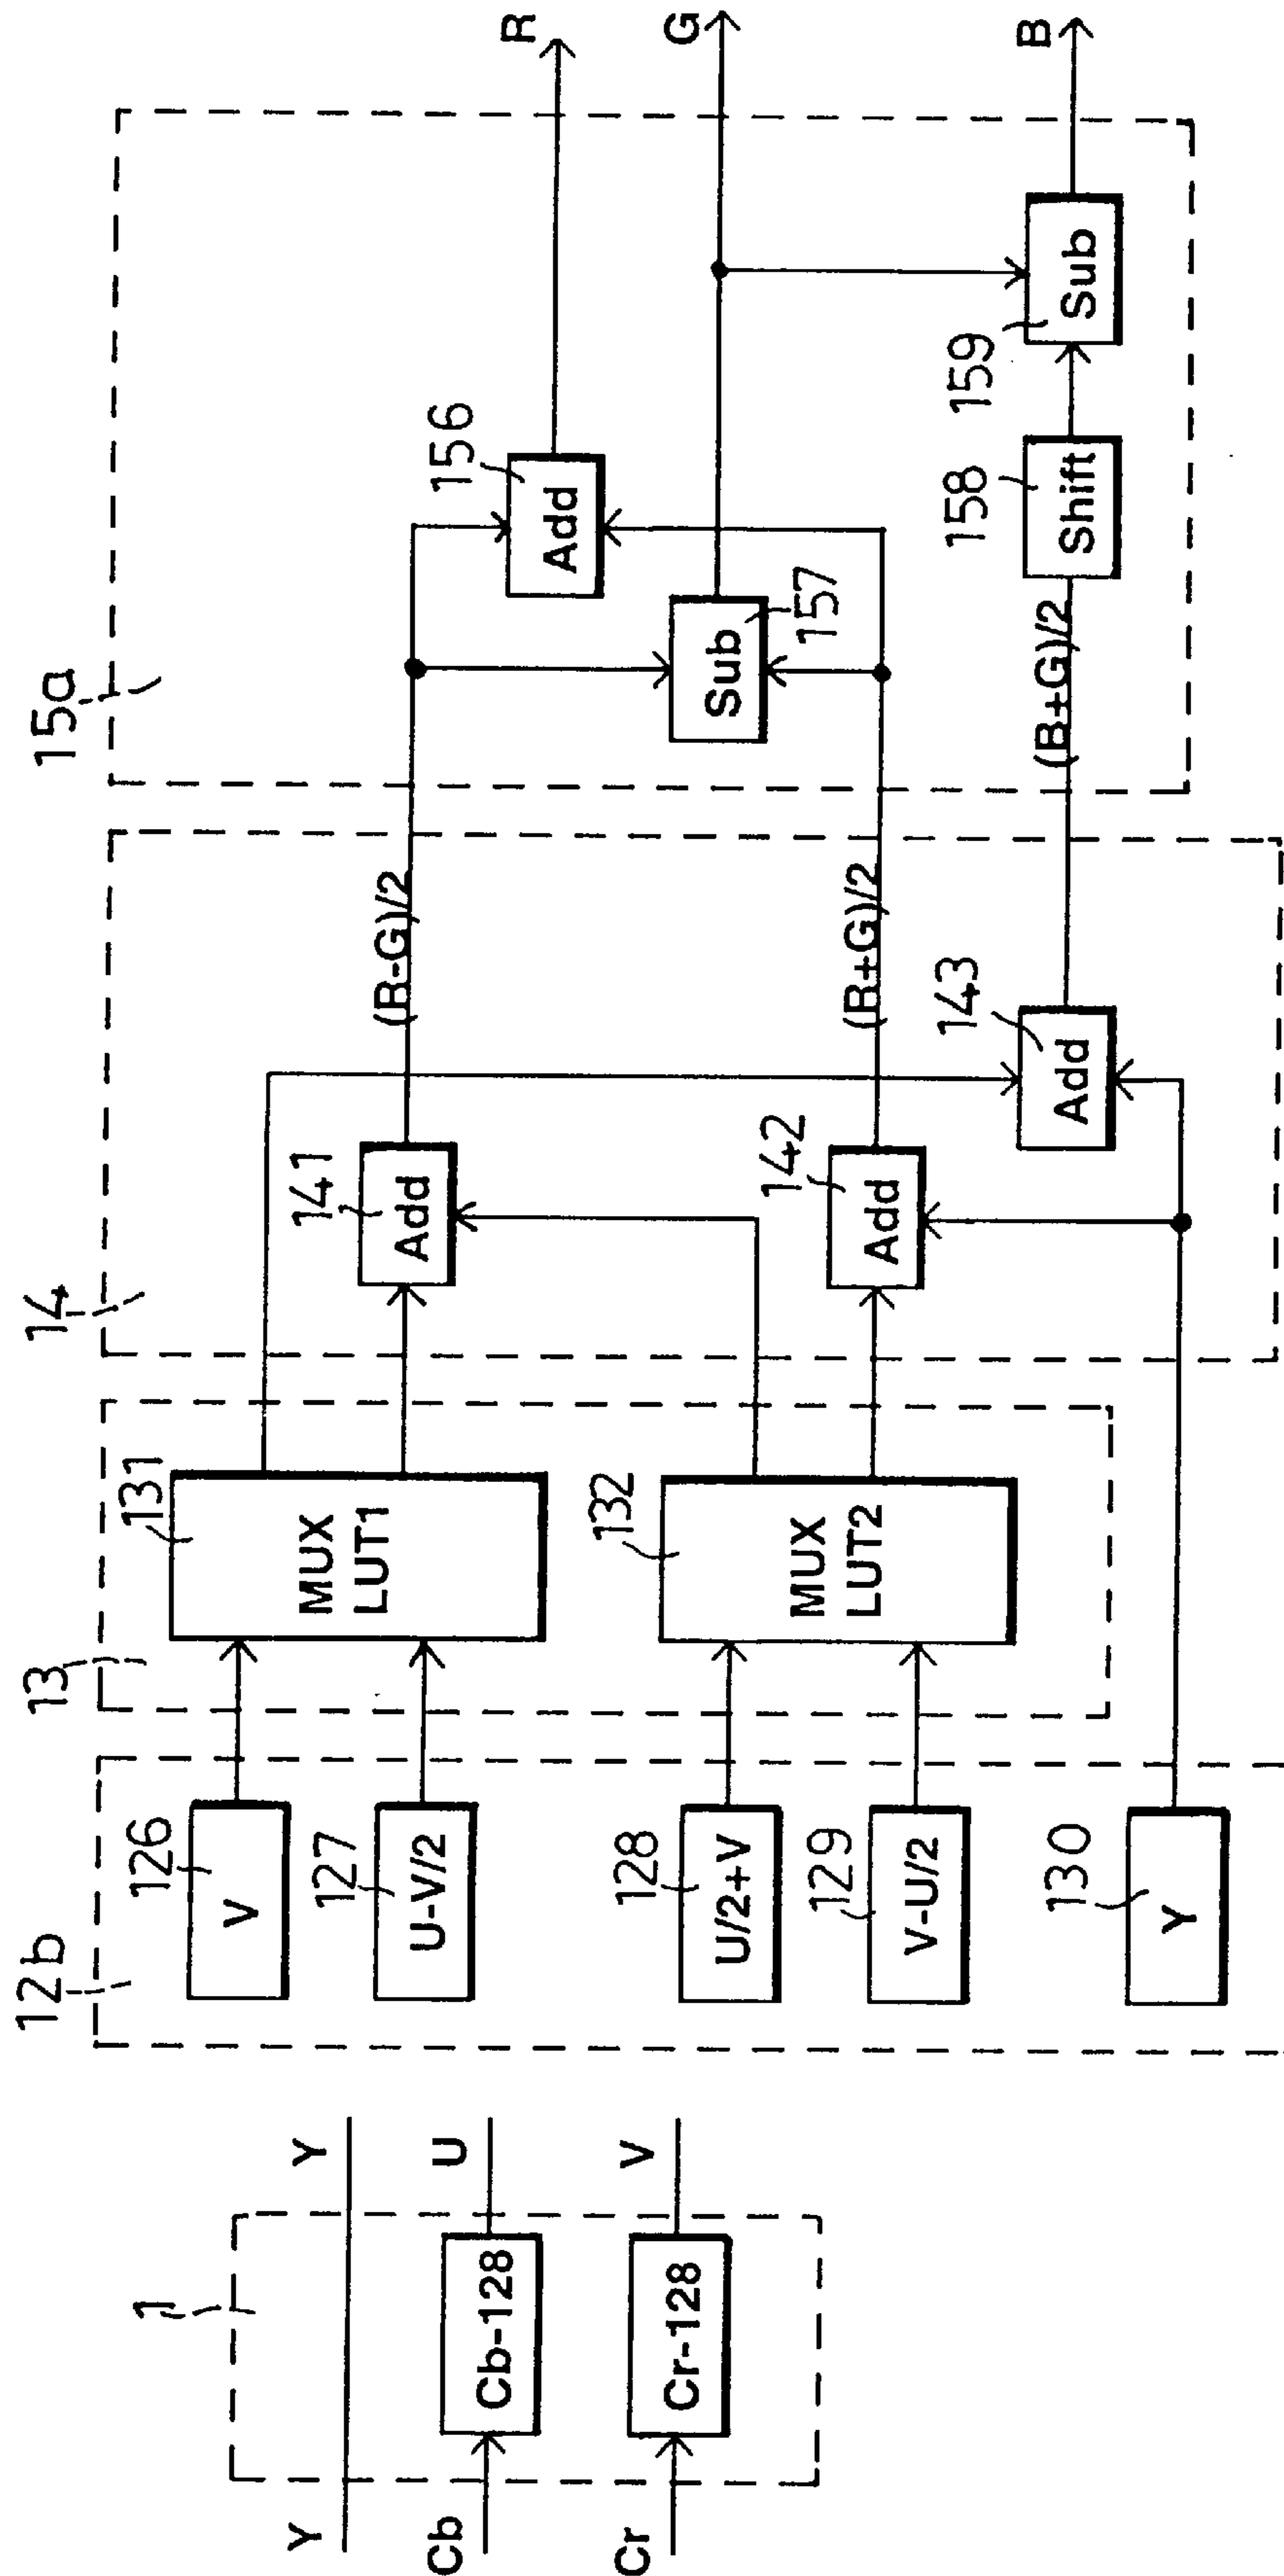 1
Y
Y
Cb
Cb-128
U
Cr
Cr-128
V
12b
126
V
127
U-V/2
128
U/2+V
129
V-U/2
130
Y
13
131
MUX
LUT1
132
MUX
LUT2
14
141
Add
142
Add
143
Add
(R-G)/2
(R+G)/2
(B+G)/2
15a
156
Add
157
Sub
158
Shift
159
Sub
R
G
B